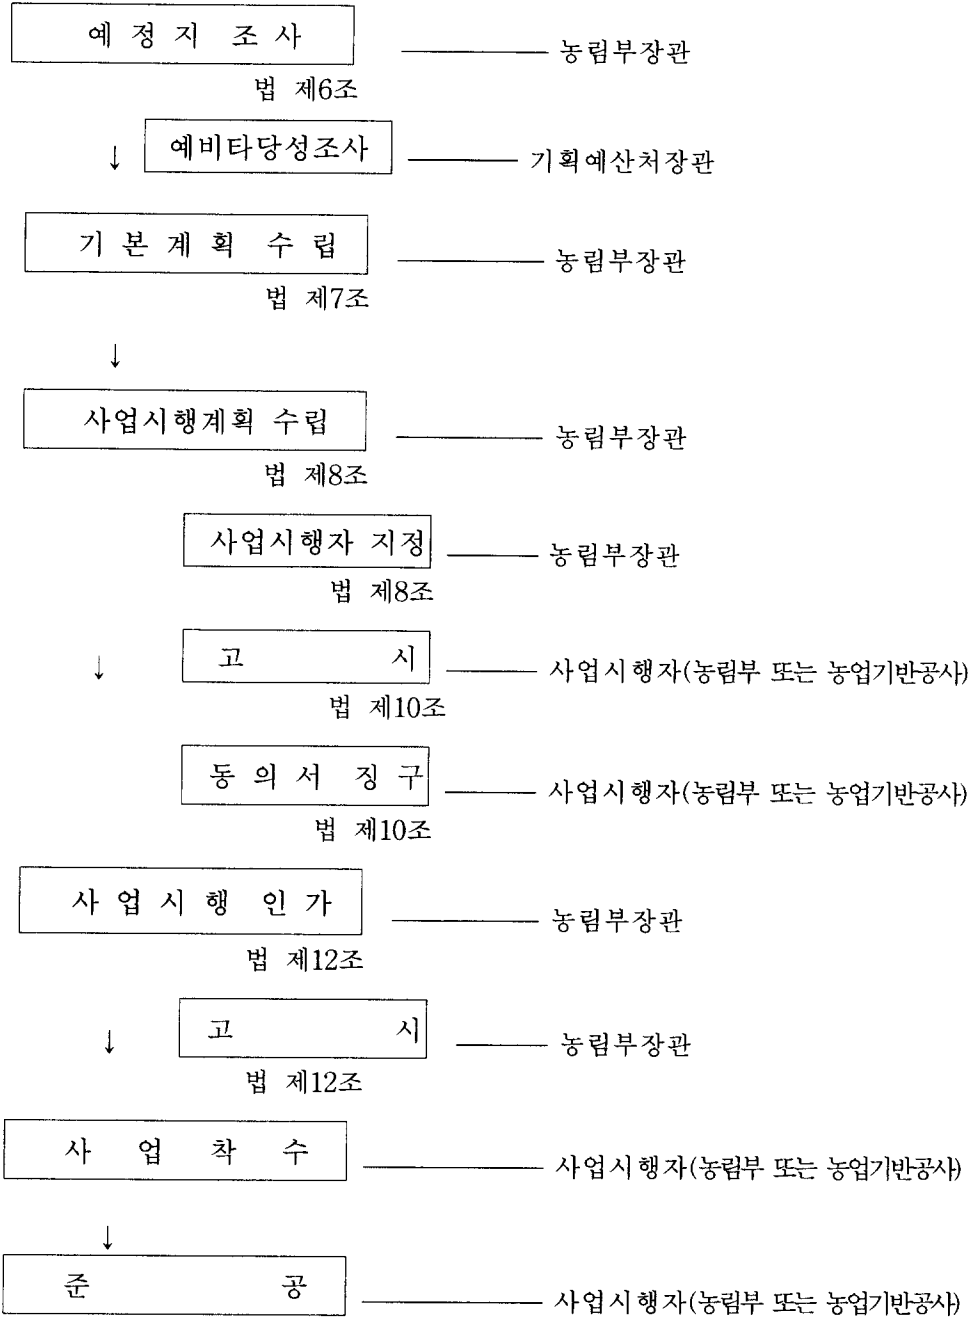 예 정 지 조 사 농림부장관
법 제6조
↓ 예비타당성조사 기획예산처장관
기 본 계 획 수 립 농림부장관
법 제7조
↓
사업시행계획 수립 농림부장관
법 제8조
사업시행자 지정 농림부장관
법 제8조
↓ 고 시 사업시행자(농림부 또는 농업기반공사)
법 제10조
동 의 서 징 구 사업시행자(농림부 또는 농업기반공사)
법 제10조
사 업 시 행 인 가 농림부장관
법 제12조
↓ 고 시 농림부장관
법 제12조
사 업 착 수 사업시행자(농림부 또는 농업기반공사)
↓
준 공 사업시행자(농림부 또는 농업기반공사)